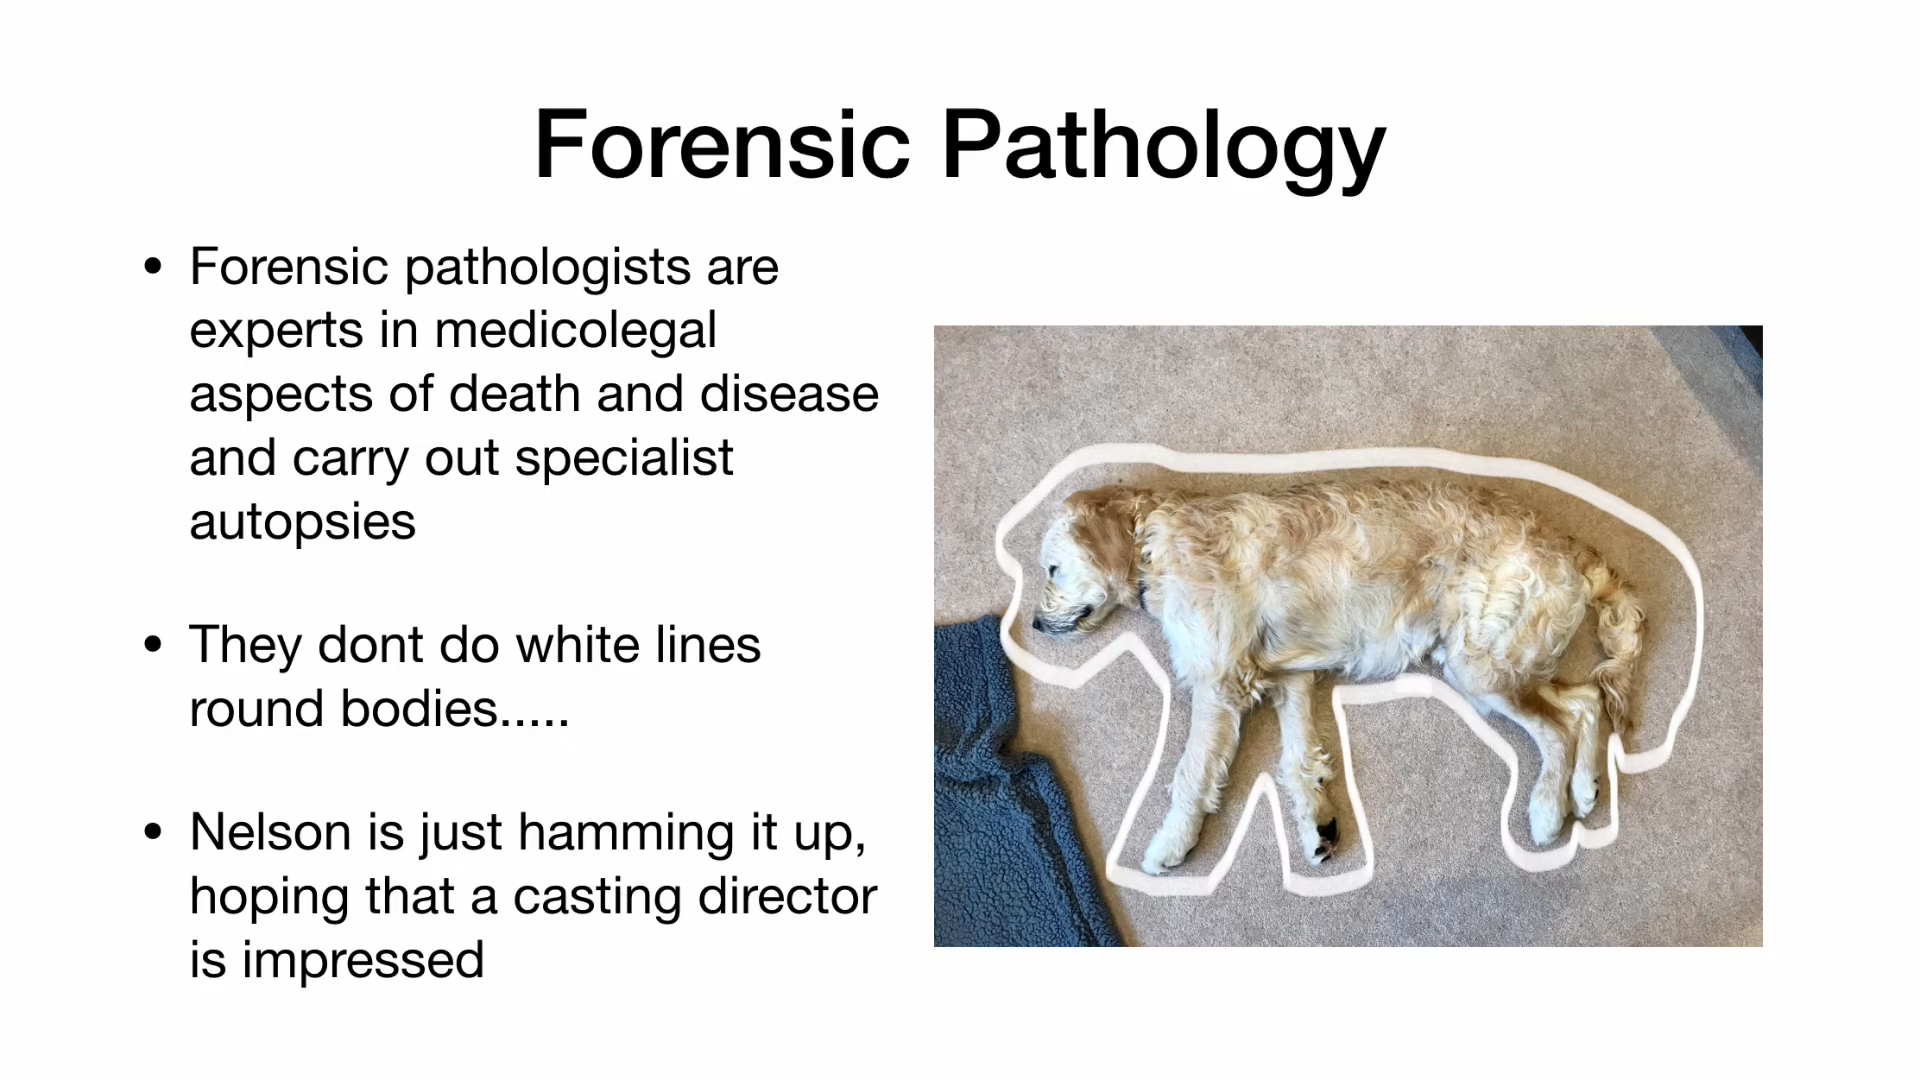 Forensic Pathology
• Forensic pathologists are
experts in medicolegal
aspects of death and disease
and carry out specialist
autopsies
• They dont do white lines
round bodies.....
• Nelson is just hamming it up,
hoping that a casting director
is impressed